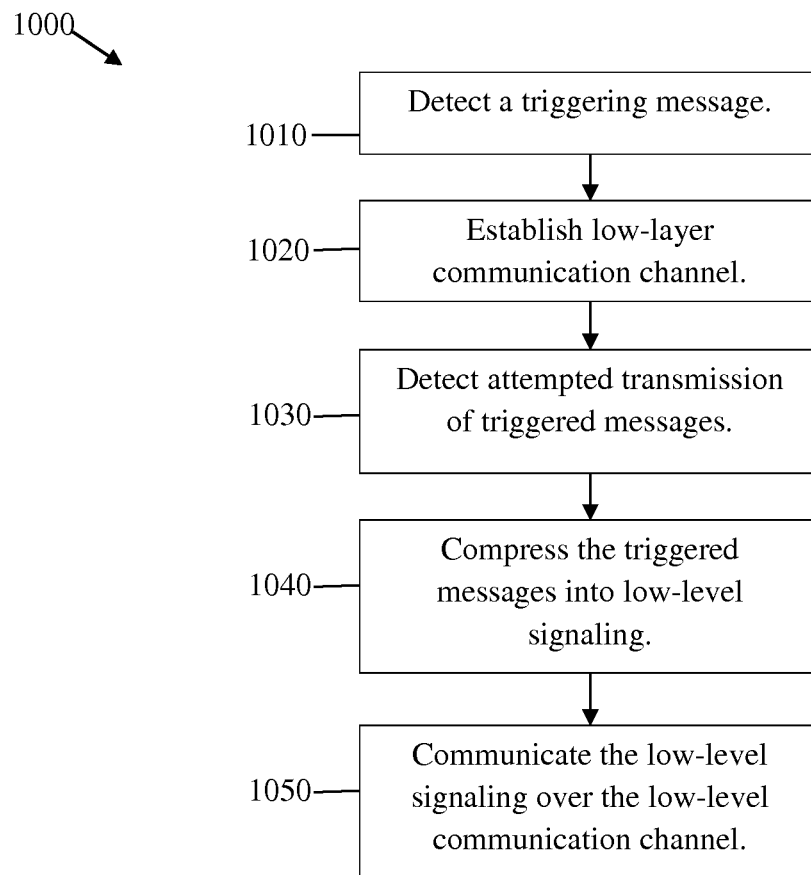 1000
Detect a triggering message.
1010
Establish low-layer
communication channel.
1020
Detect attempted transmission
of triggered messages.
1030
Compress the triggered
messages into low-level
signaling.
1040
Communicate the low-level
signaling over the low-level
communication channel.
1050